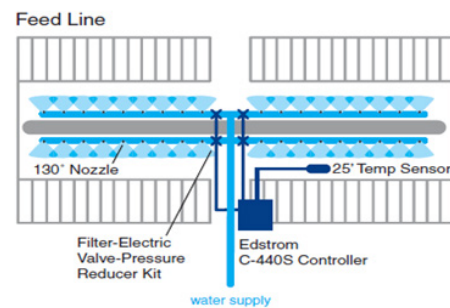 Feed Line
130° Nozzle
25' Temp Sensor
Filter-Electric
Valve-Pressure
Reducer Kit
Edstrom
C-440S Controller
water supply